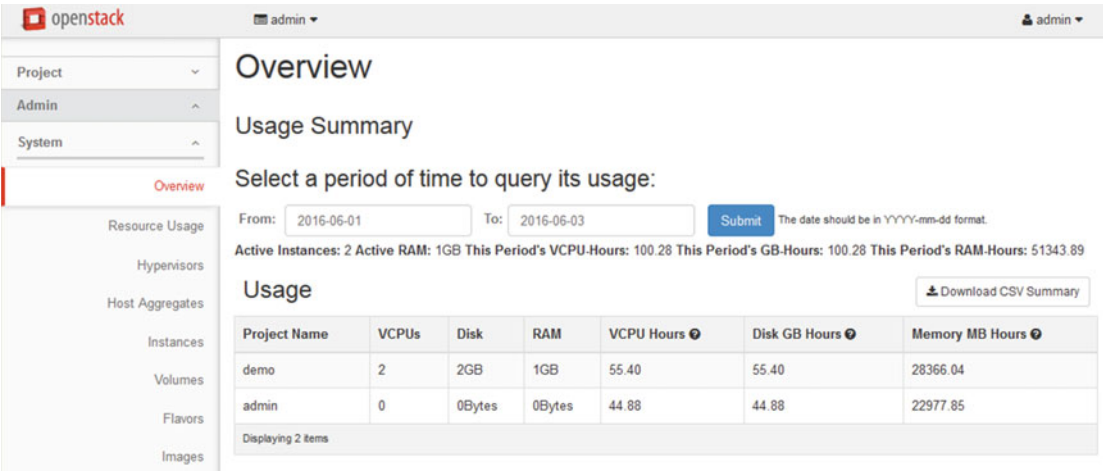 openstack admin admin
Project
Admin
System
Overview
Resource Usage
Hypervisors
Host Aggregates
Instances
Volumes
Flavors
Images
Overview
Usage Summary
Select a period of time to query its usage:
From: 2016-06-01 To: 2016-06-03 Submit The date should be in YYYY-mm-dd format.
Active Instances: 2 Active RAM: 1GB This Period's VCPU-Hours: 100.28 This Period's GB-Hours: 100.28 This Period's RAM-Hours: 51343.89
Usage Download CSV Summary
Project Name VCPUs Disk RAM VCPU Hours Disk GB Hours Memory MB Hours
demo 2 2GB 1GB 55.40 55.40 28366.04
admin 0 0Bytes 0Bytes 44.88 44.88 22977.85
Displaying 2 items